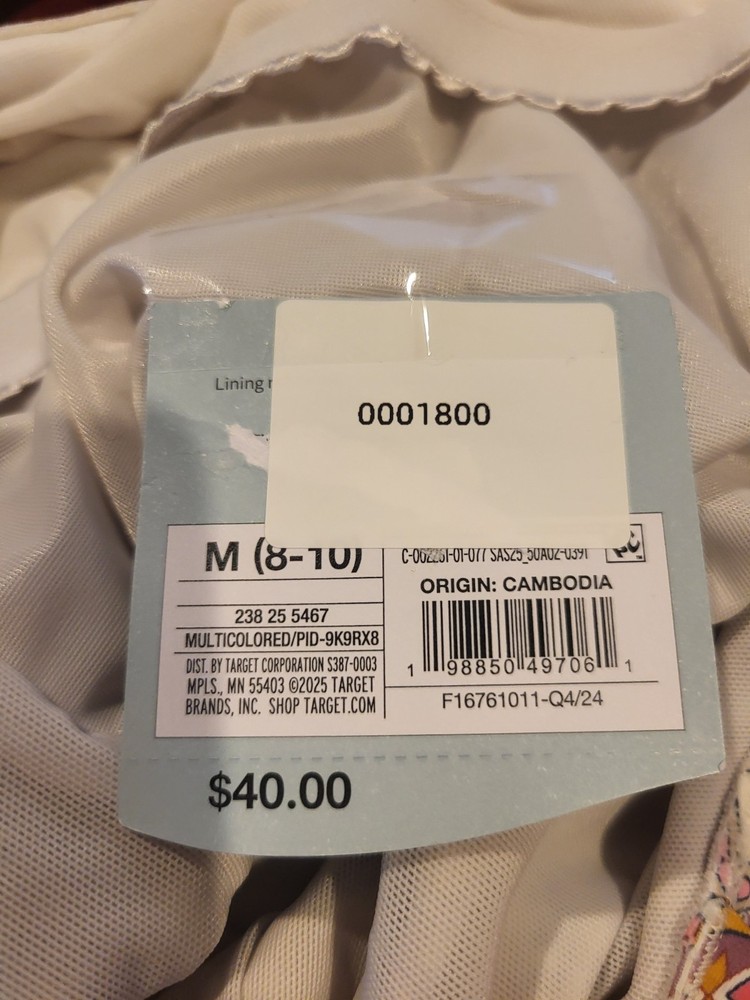 Lining
0001800
M (8-10)
238 25 5467
MULTICOLORED/PID-9K9RX8
DIST. BY TARGET CORPORATION S387-0003
MPLS., MN 55403 ©2025 TARGET
BRANDS, INC. SHOP TARGET.COM
ORIGIN: CAMBODIA
1 98850 49706 1
F16761011-Q4/24
$40.00